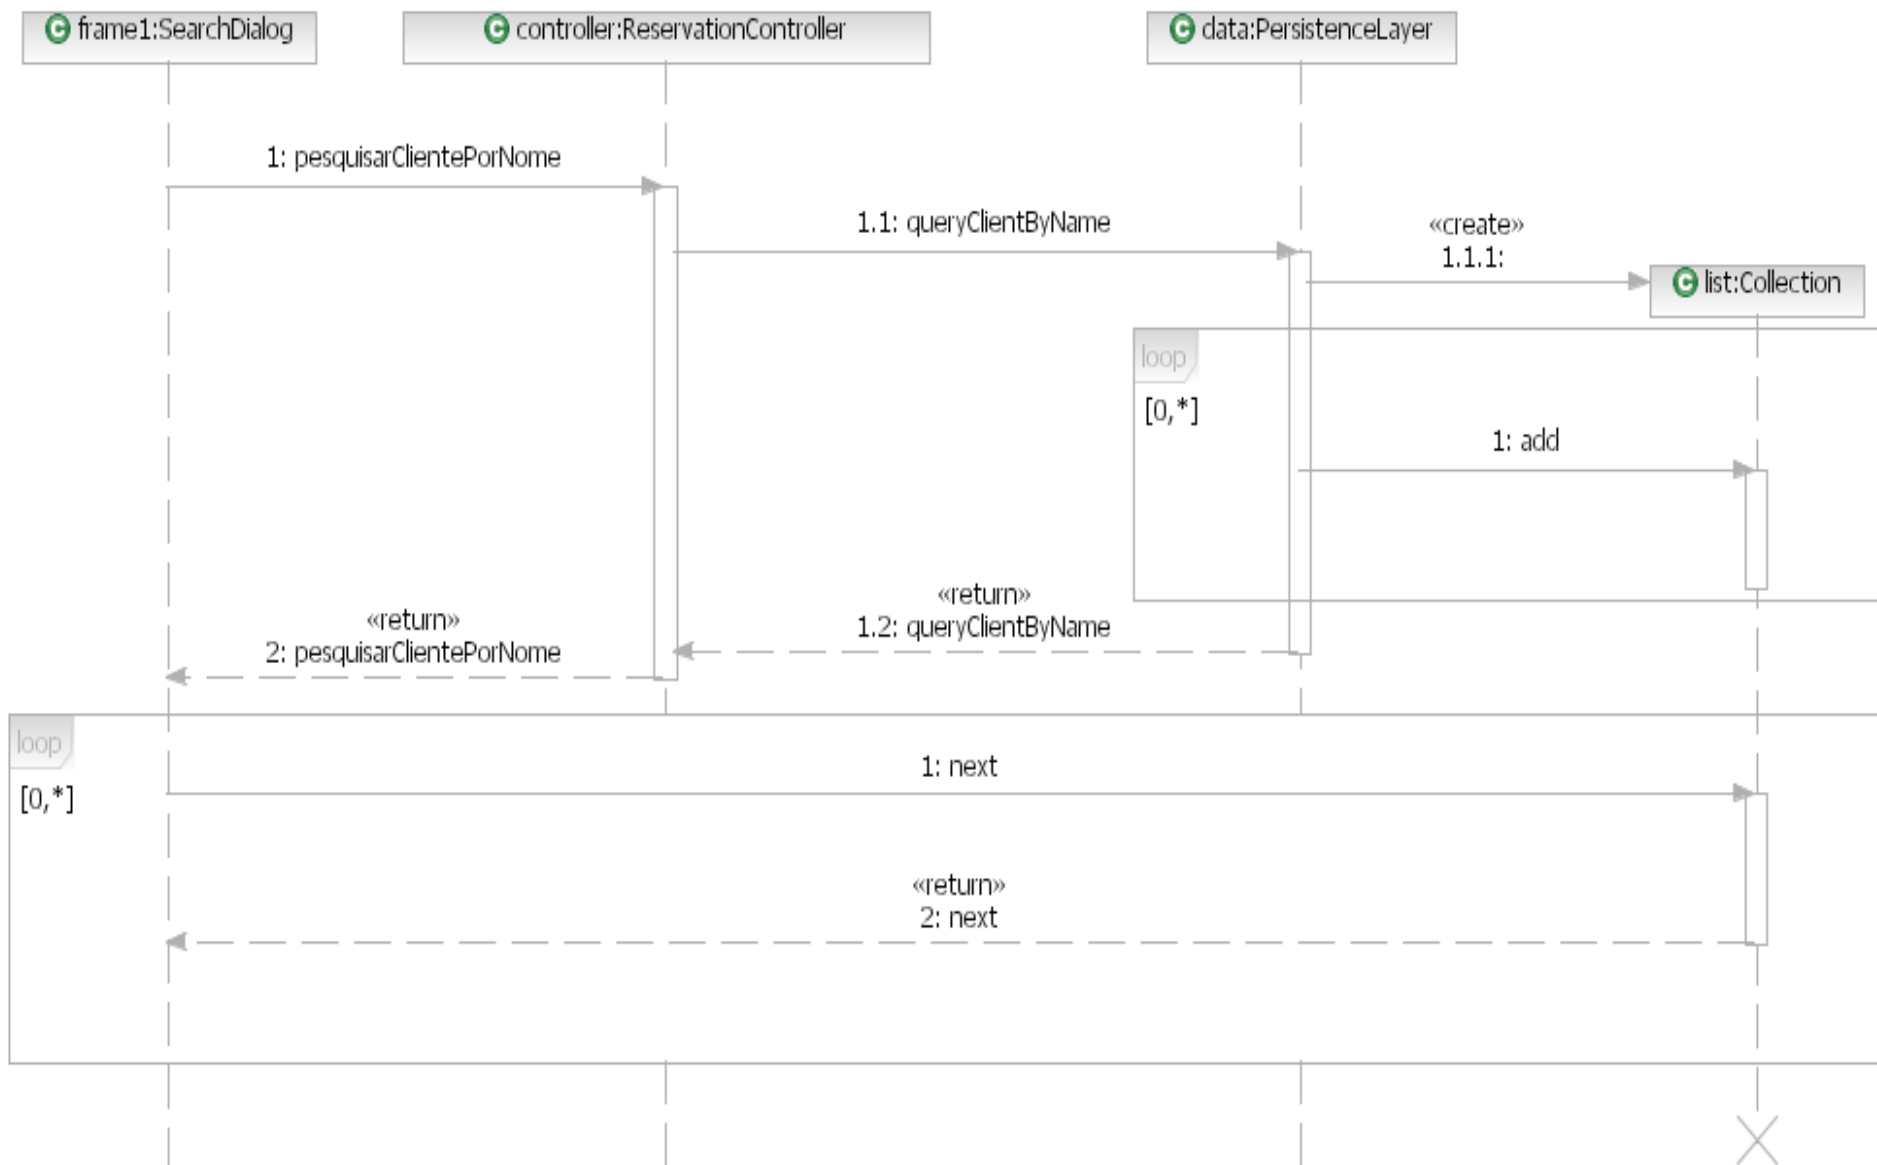 frame1:SearchDialog
controller:ReservationController
data:PersistenceLayer
1: pesquisarClientePorNome
1.1: queryClientByName
«create»
1.1.1:
list:Collection
loop
[0,*]
1: add
«return»
1.2: queryClientByName
«return»
2: pesquisarClientePorNome
loop
[0,*]
1: next
«return»
2: next